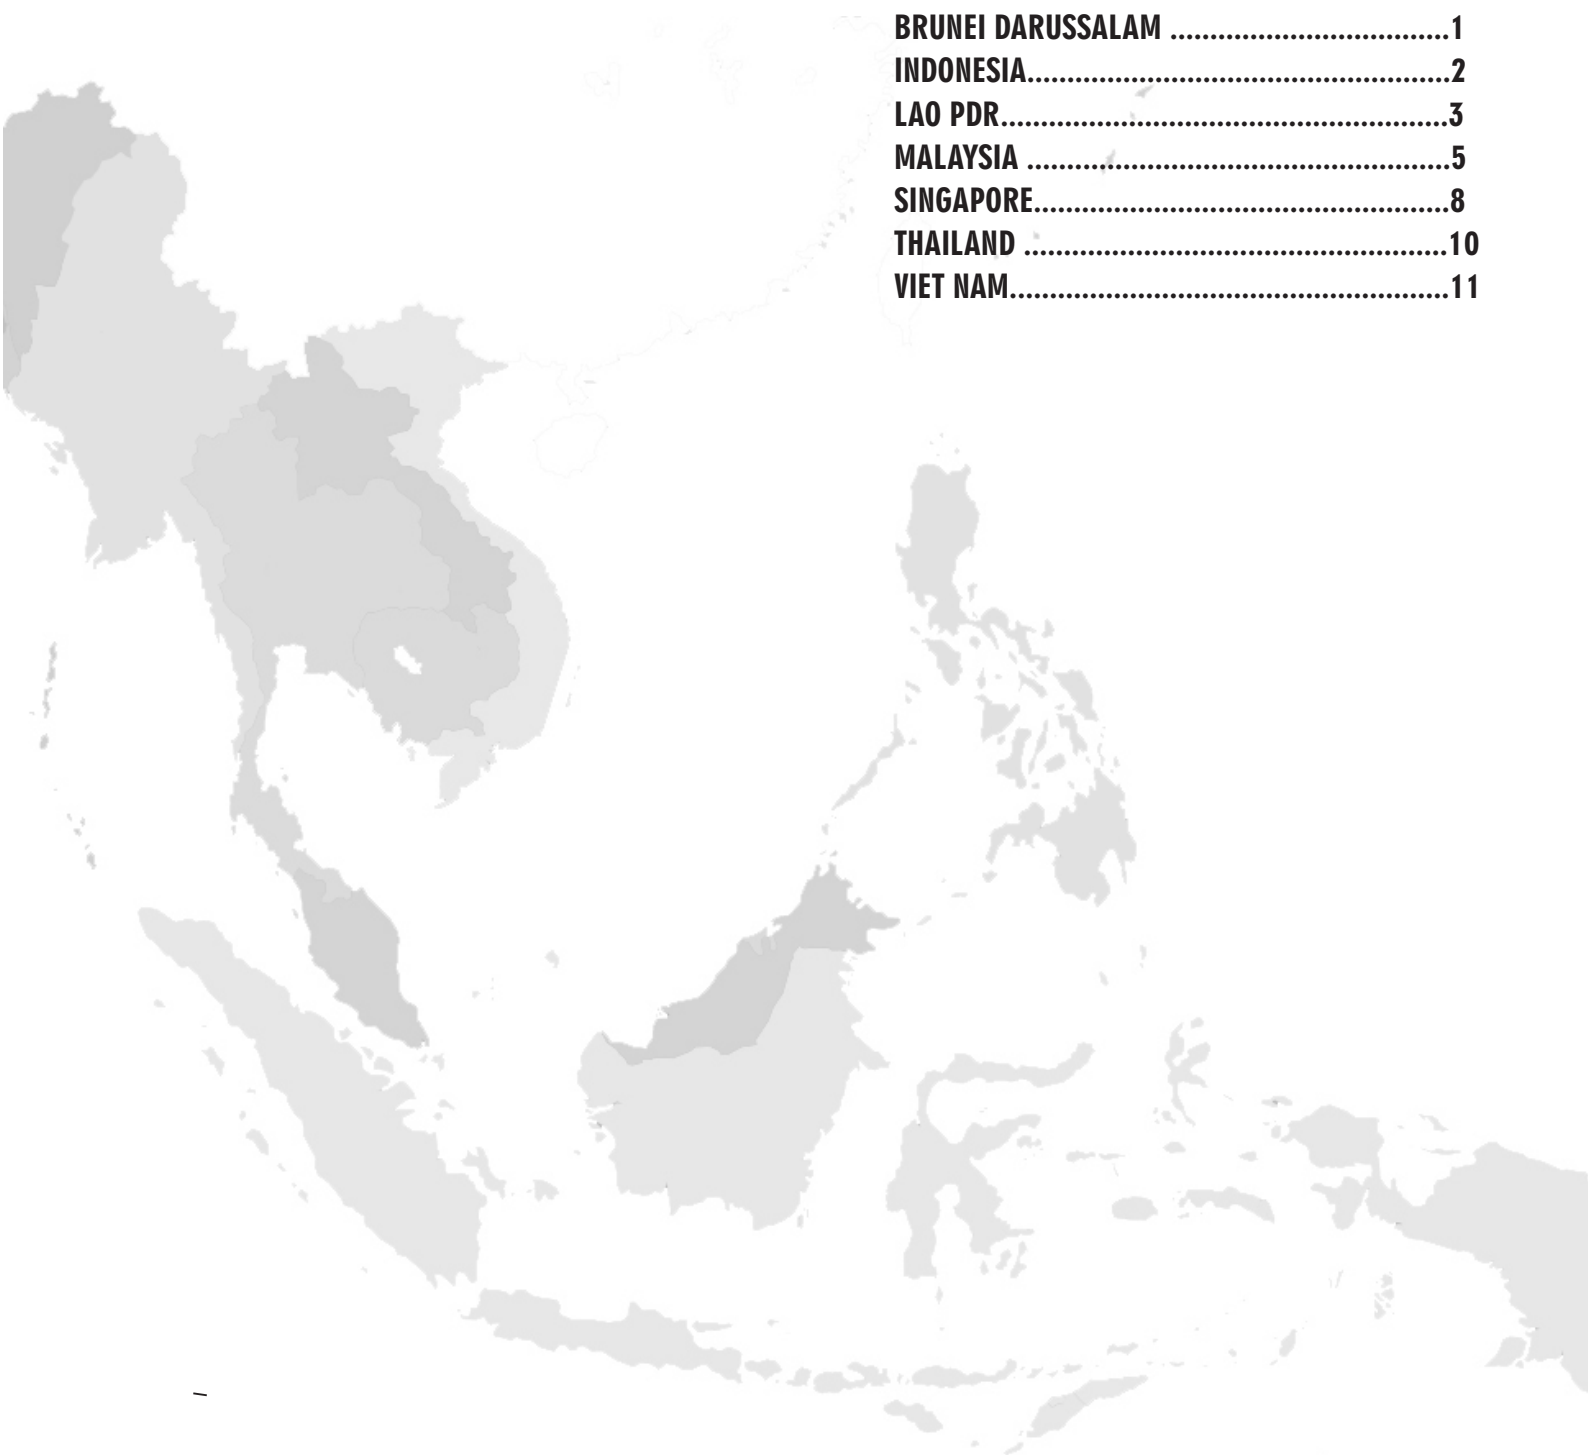 BRUNEI DARUSSALAM ...................................1
INDONESIA.....................................................2
LAO PDR........................................................3
MALAYSIA .....................................................5
SINGAPORE....................................................8
THAILAND .....................................................10
VIET NAM.......................................................11